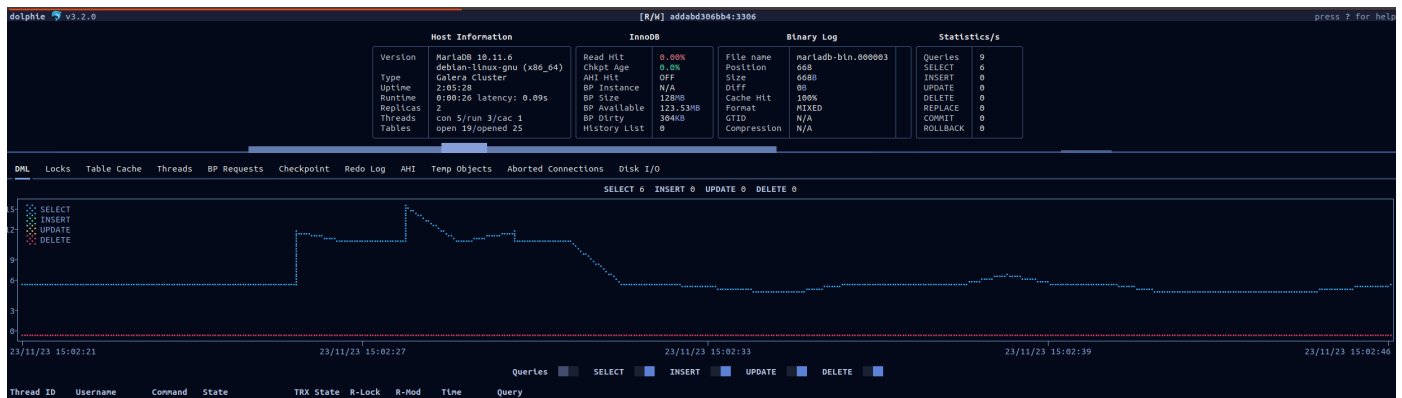 dolphie 🐬 v3.2.0 [R/W] addabd306bb4:3306 press ? for help
Host Information
Version MariaDB 10.11.6
debian-linux-gnu (x86_64)
Type Galera Cluster
Uptime 2:05:28
Runtime 0:00:26 latency: 0.09s
Replicas 2
Threads con 5/run 3/cac 1
Tables open 19/opened 25
InnoDB
Read Hit 0.00%
Chkpt Age 0.0%
AHI Hit OFF
BP Instance N/A
BP Size 128MB
BP Available 123.53MB
BP Dirty 304KB
History List 0
Binary Log
File name mariadb-bin.000003
Position 668
Size 668B
Diff 0B
Cache Hit 100%
Format MIXED
GTID N/A
Compression N/A
Statistics/s
Queries 9
SELECT 6
INSERT 0
UPDATE 0
DELETE 0
REPLACE 0
COMMIT 0
ROLLBACK 0
DML Locks Table Cache Threads BP Requests Checkpoint Redo Log AHI Temp Objects Aborted Connections Disk I/O
SELECT 6 INSERT 0 UPDATE 0 DELETE 0
15
12
9
6
3
0
SELECT
INSERT
UPDATE
DELETE
23/11/23 15:02:21 23/11/23 15:02:27 23/11/23 15:02:33 23/11/23 15:02:39 23/11/23 15:02:46
Queries SELECT INSERT UPDATE DELETE
Thread ID Username Command State TRX State R-Lock R-Mod Time Query